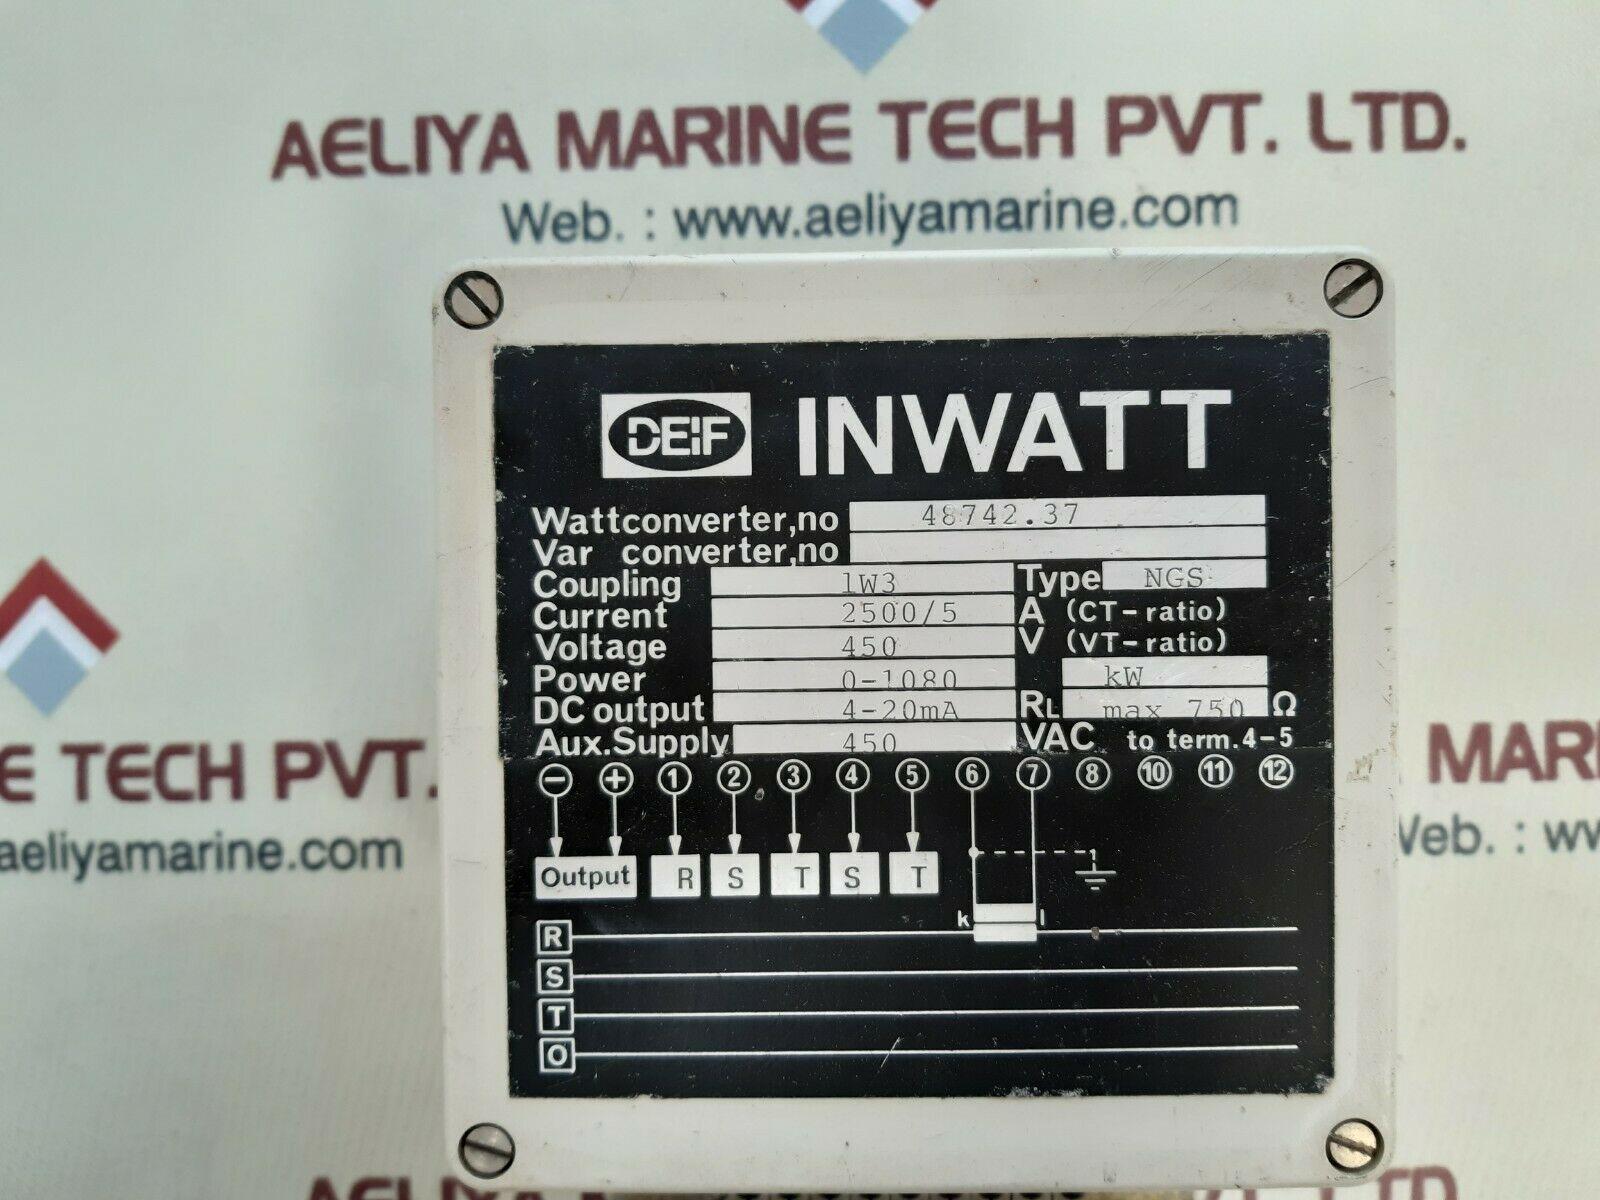 AELIYA MARINE TECH PVT. LTD.
Web. : www.aeliyamarine.com
DEIF INWATT
Wattconverter,no 48742.37
Var converter,no
Coupling 1W3 Type NGS
Current 2500/5 A (CT-ratio)
Voltage 450 V (VT-ratio)
Power 0-1080 kW
DC output 4-20mA RL max 750 Ω
Aux.Supply 450 VAC to term.4-5
− + 1 2 3 4 5 6 7 8 10 11 12
Output R S T S T
k l
R
S
T
O
E TECH PVT.
aeliyamarine.com
MAR
Web. : ww
AELIYA